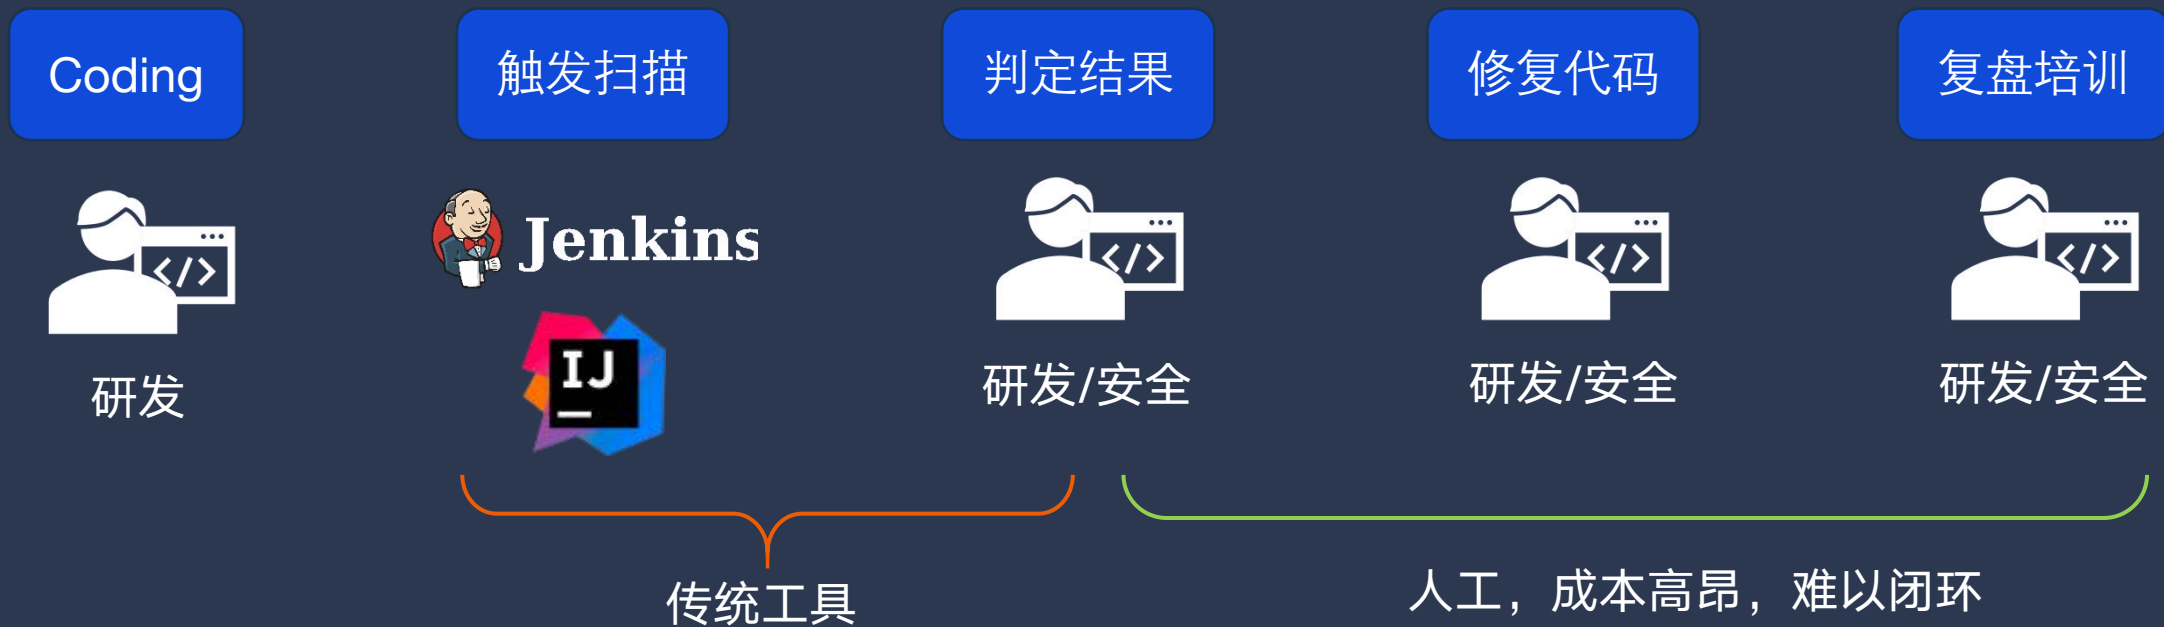 Coding
触发扫描
判定结果
修复代码
复盘培训
Jenkins
IJ
研发
研发/安全
研发/安全
研发/安全
传统工具
人工，成本高昂，难以闭环